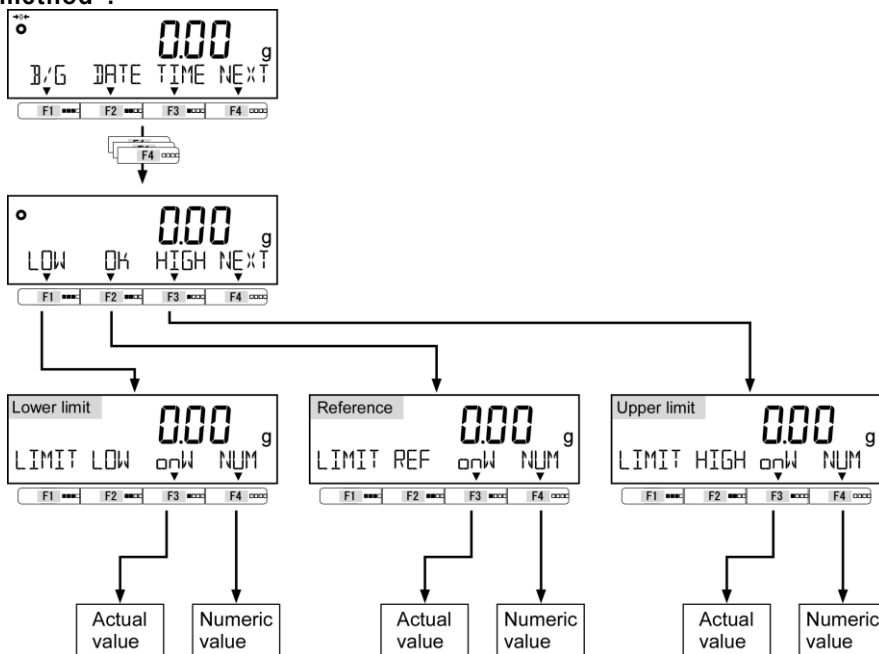 method".
→0←
0.00 g
B/G DATE TIME NEXT
F1 F2 F3 F4
F4
0.00 g
LOW OK HIGH NEXT
F1 F2 F3 F4
Lower limit
0.00 g
LIMIT LOW onW NUM
F1 F2 F3 F4
Actual value
Numeric value
Reference
0.00 g
LIMIT REF onW NUM
F1 F2 F3 F4
Actual value
Numeric value
Upper limit
0.00 g
LIMIT HIGH onW NUM
F1 F2 F3 F4
Actual value
Numeric value